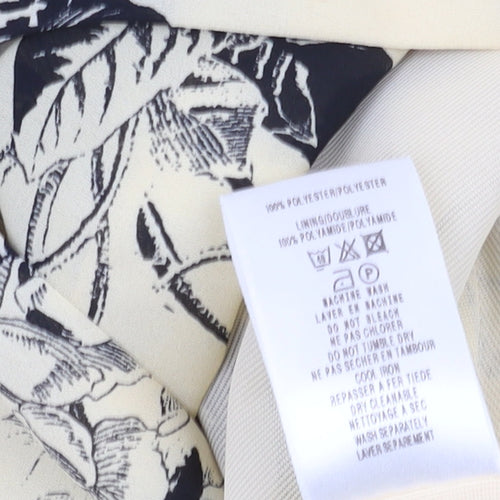 100% POLYESTER/POLYESTER
LINING/DOUBLURE
100% POLYAMIDE/POLYAMIDE
P
MACHINE WASH
LAVER EN MACHINE
DO NOT BLEACH
NE PAS CHLORER
DO NOT TUMBLE DRY
NE PAS SECHER EN TAMBOUR
COOL IRON
REPASSER A FER TIEDE
DRY CLEANABLE
NETTOYAGE A SEC
WASH SEPARATELY
LAVER SEPAREMENT